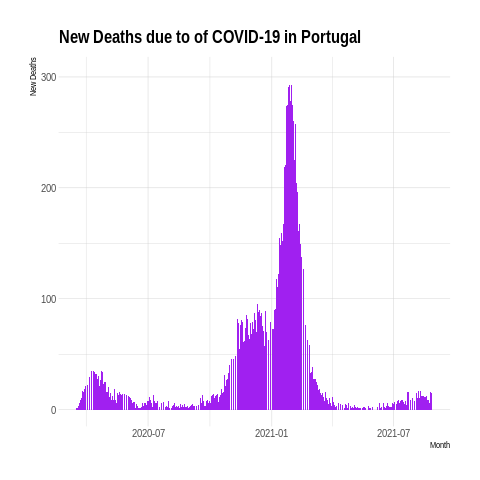 New Deaths due to of COVID-19 in Portugal
New Deaths
300
200
100
0
2020-07
2021-01
2021-07
Month